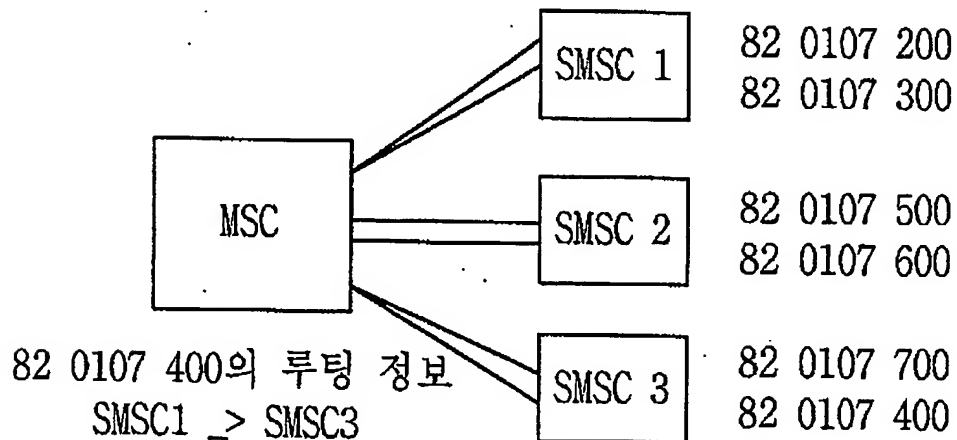 SMSC 1
82 0107 200
82 0107 300
MSC
SMSC 2
82 0107 500
82 0107 600
82 0107 400의 루팅 정보
SMSC1 _> SMSC3
SMSC 3
82 0107 700
82 0107 400